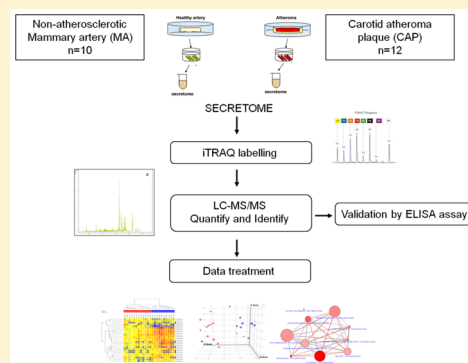 Non-atherosclerotic
Mammary artery (MA)
n=10
Healthy artery
secretome
Atheroma
secretome
Carotid atheroma
plaque (CAP)
n=12
SECRETOME
iTRAQ labelling
LC-MS/MS
Quantify and Identify
Validation by ELISA assay
A
Data treatment